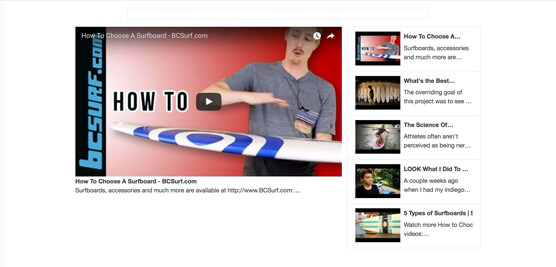 How To Choose A Surfboard - BCSurf.com
bcsurf.com
HOW TO
How To Choose A Surfboard - BCSurf.com
Surfboards, accessories and much more are available at http://www.BCSurf.com: ...
How To Choose A...
Surfboards, accessories
and much more are...
What's the Best...
The overriding goal of
this project was to see ...
The Science Of...
Athletes often aren't
perceived as being ner...
LOOK What I Did To ...
A couple weeks ago
when I had my indiego...
5 Types of Surfboards | S
Watch more How to Choo
videos:...